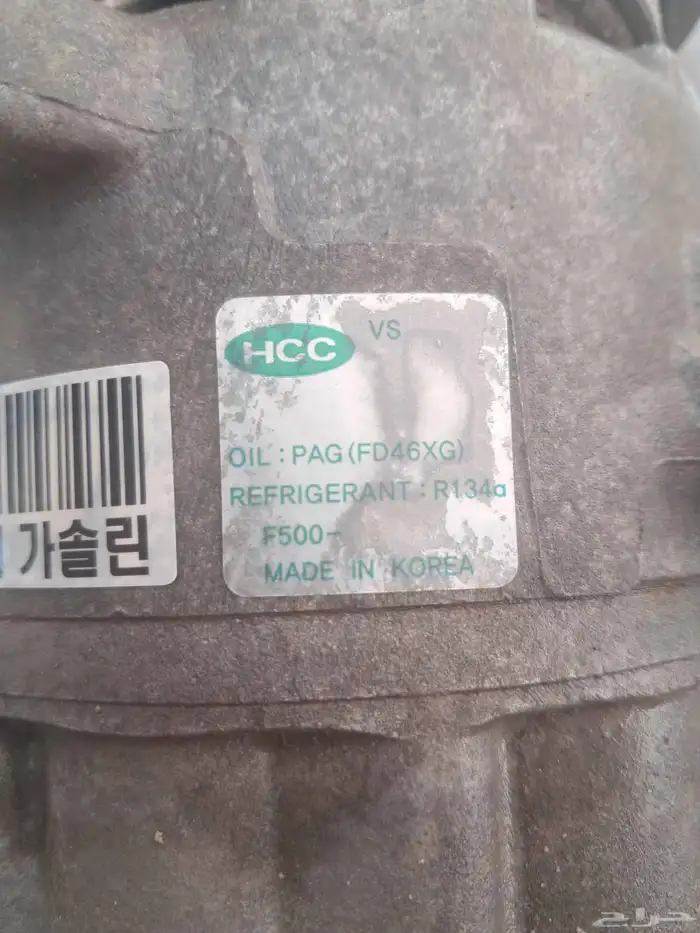 HCC
VS
OIL : PAG(FD46XG)
REFRIGERANT : R134a
F500-
MADE IN KOREA
가솔린
حراج